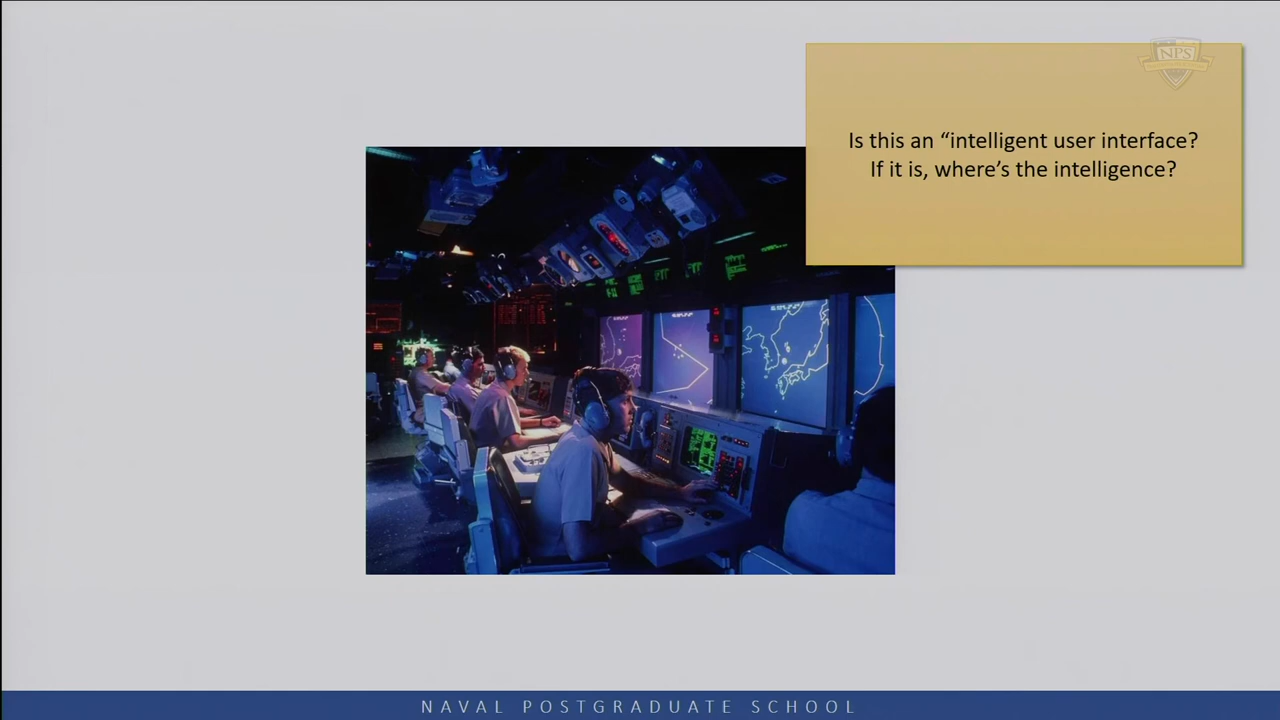 NPS
Is this an “intelligent user interface?
If it is, where’s the intelligence?
NAVAL POSTGRADUATE SCHOOL